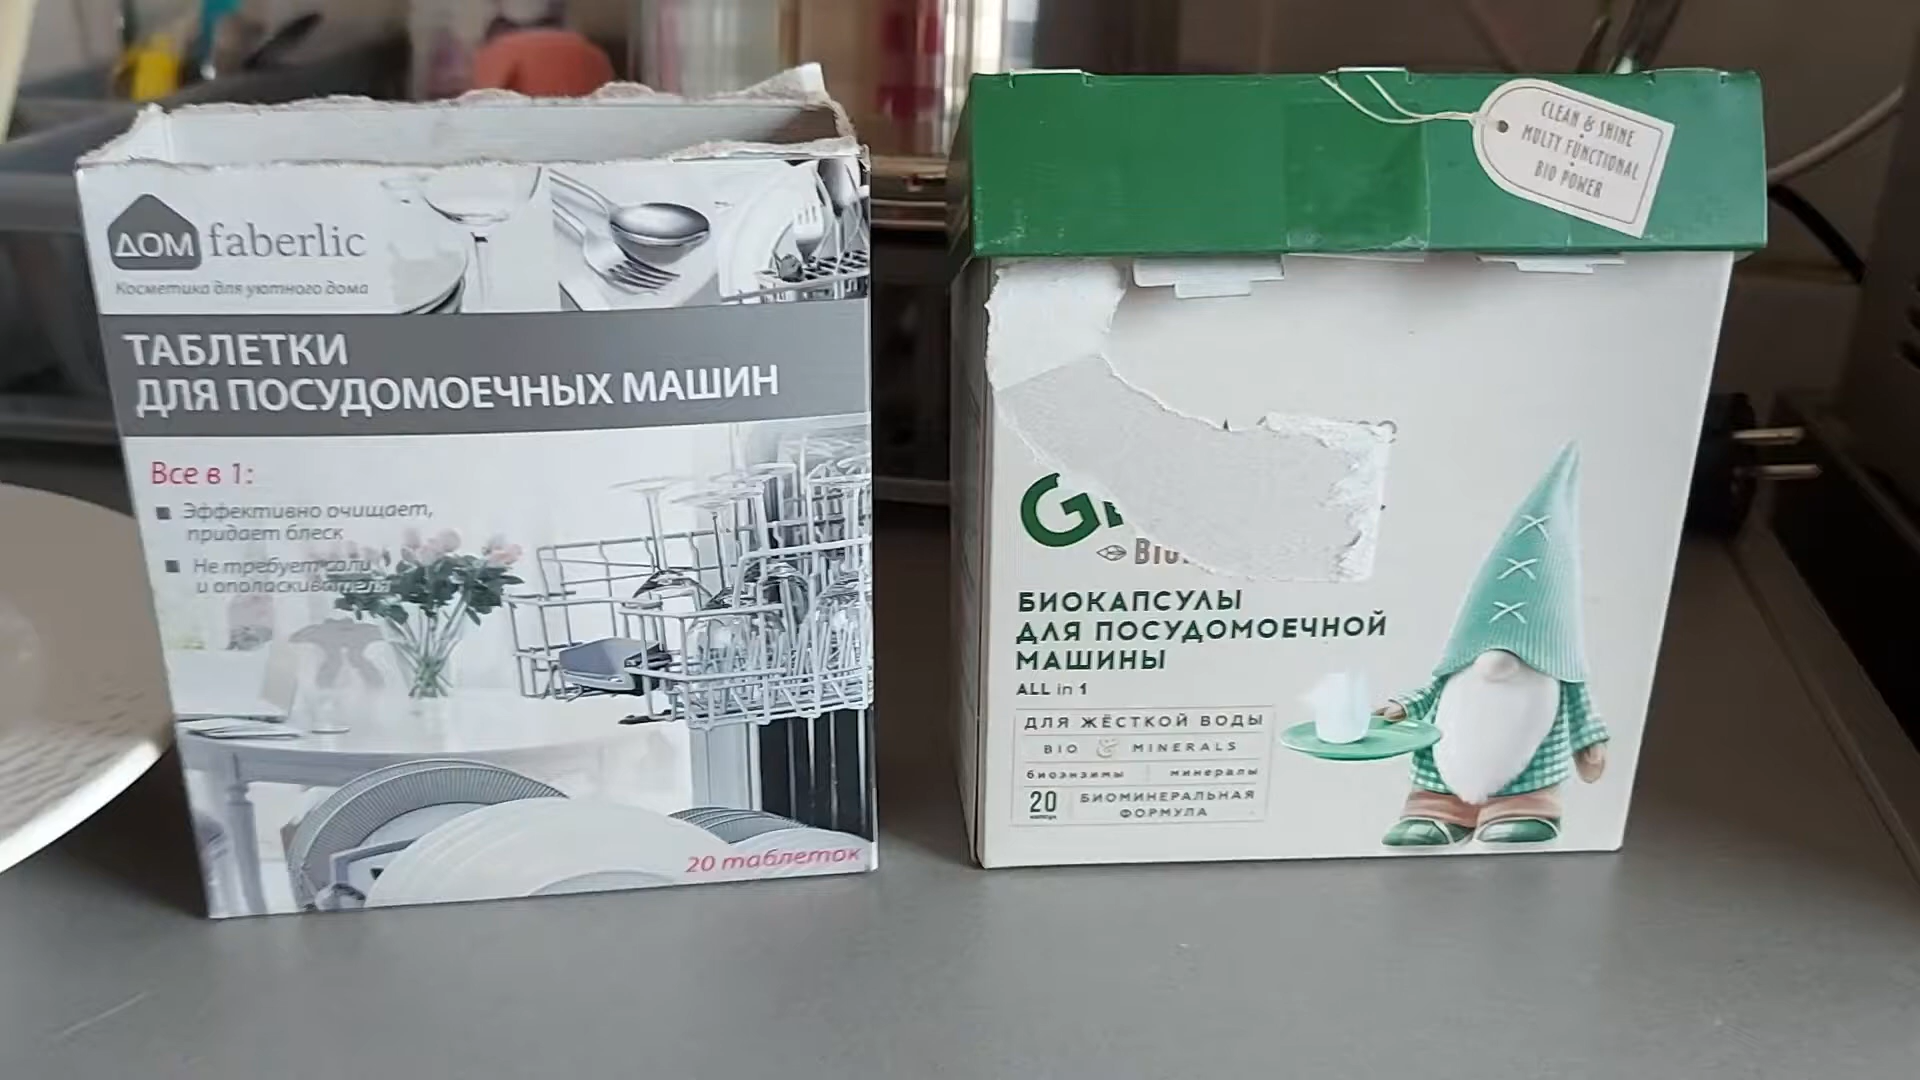 ДОМ faberlic
Косметика для уютного дома
ТАБЛЕТКИ
ДЛЯ ПОСУДОМОЕЧНЫХ МАШИН
Все в 1:
Эффективно очищает,
придает блеск
Не требует соли
и ополаскивателя
20 таблеток
CLEAN & SHINE
MULTY FUNCTIONAL
BIO POWER
БИОКАПСУЛЫ
ДЛЯ ПОСУДОМОЕЧНОЙ
МАШИНЫ
ALL in 1
ДЛЯ ЖЁСТКОЙ ВОДЫ
BIO & MINERALS
биоэнзимы минералы
20 БИОМИНЕРАЛЬНАЯ
капсул ФОРМУЛА